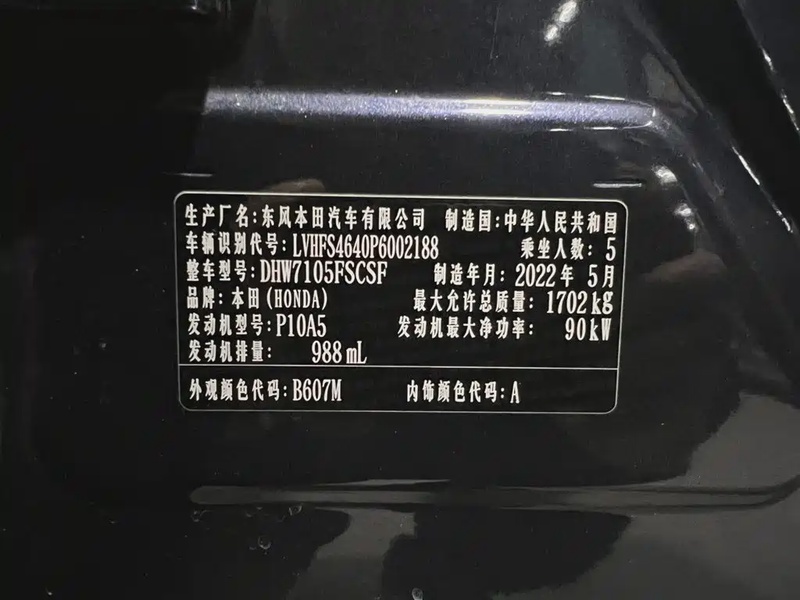 生产厂名:东风本田汽车有限公司 制造国:中华人民共和国
车辆识别代号:LVHFS4640P6002188 乘坐人数:5
整车型号:DHW7105FSCSF 制造年月:2022年5月
品牌:本田(HONDA) 最大允许总质量:1702kg
发动机型号:P10A5 发动机最大净功率:90kW
发动机排量: 988mL
外观颜色代码:B607M 内饰颜色代码:A